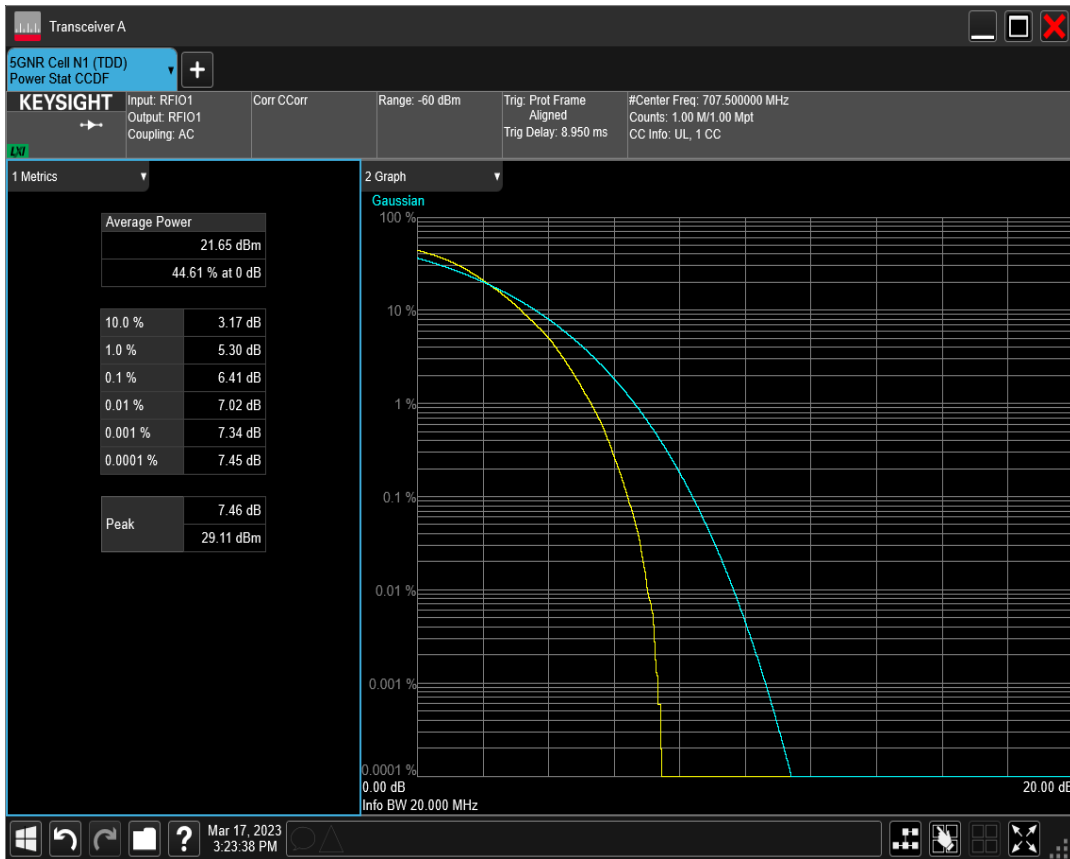 Transceiver A
5GNR Cell N1 (TDD)
Power Stat CCDF
KEYSIGHT
LXI
Input: RFIO1
Output: RFIO1
Coupling: AC
Corr CCorr
Range: -60 dBm
Trig: Prot Frame
Aligned
Trig Delay: 8.950 ms
#Center Freq: 707.500000 MHz
Counts: 1.00 M/1.00 Mpt
CC Info: UL, 1 CC
1 Metrics
Average Power
21.65 dBm
44.61 % at 0 dB
10.0 % 3.17 dB
1.0 % 5.30 dB
0.1 % 6.41 dB
0.01 % 7.02 dB
0.001 % 7.34 dB
0.0001 % 7.45 dB
Peak
7.46 dB
29.11 dBm
2 Graph
Gaussian
100 %
10 %
1 %
0.1 %
0.01 %
0.001 %
0.0001 %
0.00 dB 20.00 dB
Info BW 20.000 MHz
?
Mar 17, 2023
3:23:38 PM